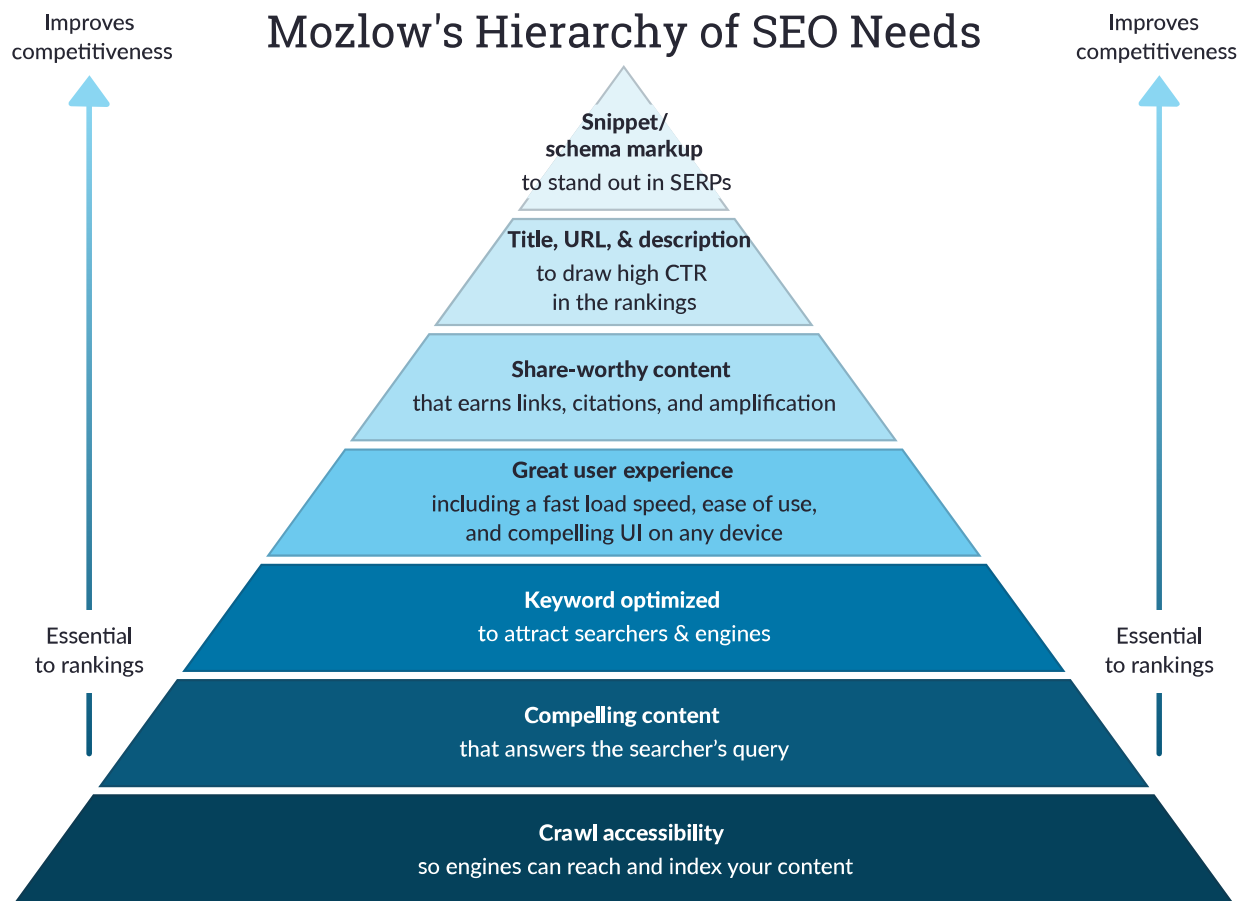 Mozlow's Hierarchy of SEO Needs
Improves
competitiveness
Improves
competitiveness
Snippet/
schema markup
to stand out in SERPs
Title, URL, & description
to draw high CTR
in the rankings
Share-worthy content
that earns links, citations, and amplification
Great user experience
including a fast load speed, ease of use,
and compelling UI on any device
Keyword optimized
to attract searchers & engines
Essential
to rankings
Essential
to rankings
Compelling content
that answers the searcher’s query
Crawl accessibility
so engines can reach and index your content